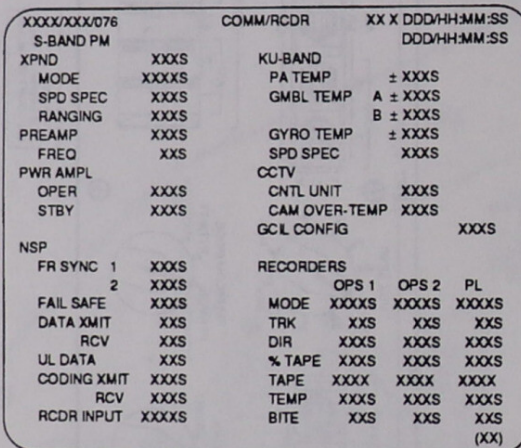 XXXX/XXX/076 COMM/RCDR XX X DDD/HH:MM:SS
S-BAND PM DDD/HH:MM:SS
XPND XXXS KU-BAND
MODE XXXXS PA TEMP ± XXXS
SPD SPEC XXXS GMBL TEMP A ± XXXS
RANGING XXXS B ± XXXS
PREAMP XXXS GYRO TEMP ± XXXS
FREQ XXS SPD SPEC XXXS
PWR AMPL CCTV
OPER XXXS CNTL UNIT XXXS
STBY XXXS CAM OVER-TEMP XXXS
GCIL CONFIG XXXS
NSP
FR SYNC 1 XXXS RECORDERS
2 XXXS OPS 1 OPS 2 PL
FAIL SAFE XXXS MODE XXXXS XXXXS XXXXS
DATA XMIT XXS TRK XXS XXS XXS
RCV XXS DIR XXXS XXXS XXXS
UL DATA XXS % TAPE XXXS XXXS XXXS
CODING XMIT XXXS TAPE XXXX XXXX XXXX
RCV XXXS TEMP XXXS XXXS XXXS
RCDR INPUT XXXXS BITE XXS XXS XXS
(XX)